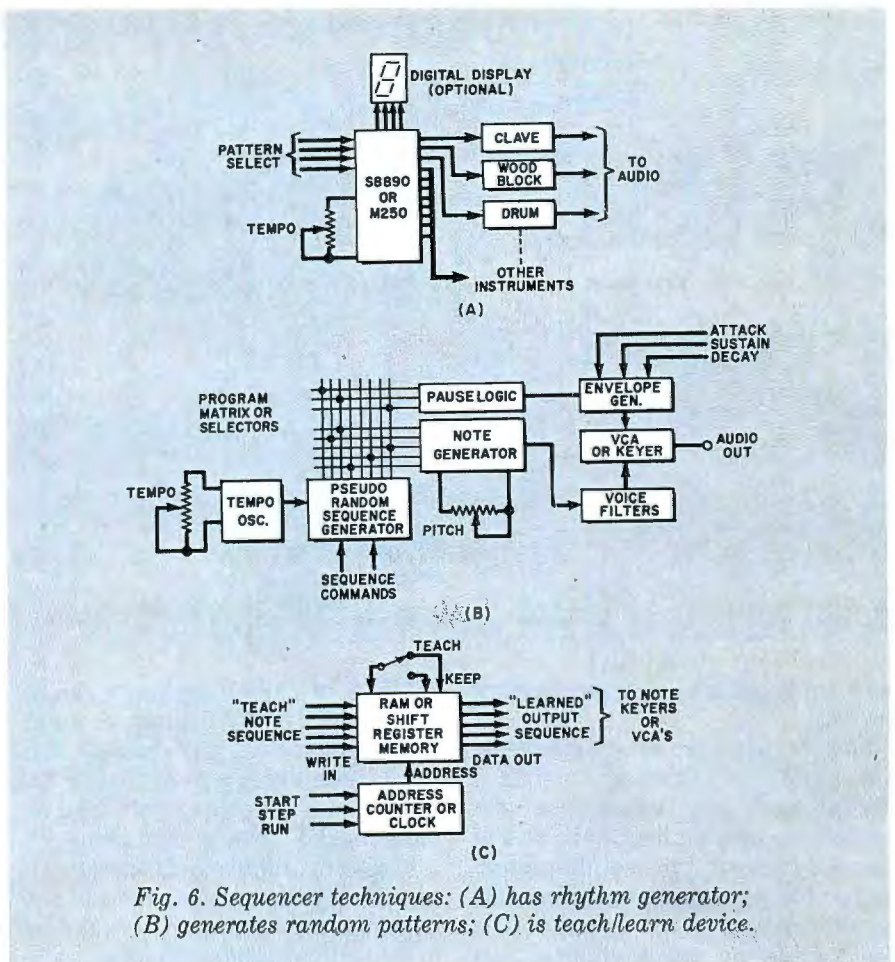 DIGITAL DISPLAY
(OPTIONAL)
PATTERN
SELECT
S8890
OR
M250
TEMPO
CLAVE
WOOD
BLOCK
DRUM
TO
AUDIO
OTHER
INSTRUMENTS
(A)
ATTACK
SUSTAIN
DECAY
PROGRAM
MATRIX OR
SELECTORS
PAUSE LOGIC
ENVELOPE
GEN.
NOTE
GENERATOR
VCA
OR KEYER
AUDIO
OUT
TEMPO
TEMPO
OSC.
PSEUDO
RANDOM
SEQUENCE
GENERATOR
PITCH
VOICE
FILTERS
SEQUENCE
COMMANDS
(B)
TEACH
KEEP
"TEACH"
NOTE
SEQUENCE
RAM OR
SHIFT
REGISTER
MEMORY
"LEARNED"
OUTPUT
SEQUENCE
TO NOTE
KEYERS
OR
VCA'S
WRITE
IN
ADDRESS
DATA OUT
START
STEP
RUN
ADDRESS
COUNTER OR
CLOCK
(C)
Fig. 6. Sequencer techniques: (A) has rhythm generator;
(B) generates random patterns; (C) is teach/learn device.